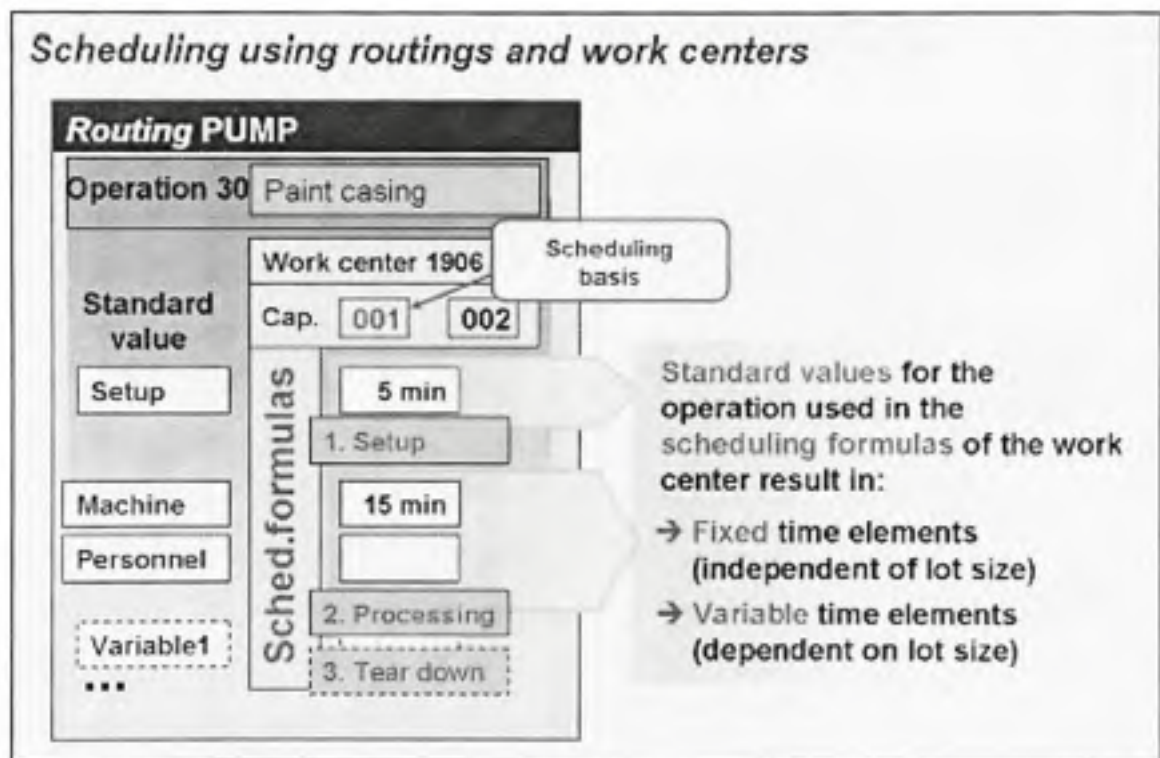 Scheduling using routings and work centers
Routing PUMP
Operation 30 Paint casing
Work center 1906
Scheduling
basis
Standard
value
Cap. 001 002
Sched.formulas
Setup 5 min
1. Setup
Machine 15 min
Personnel
2. Processing
Variable1
3. Tear down
...
Standard values for the
operation used in the
scheduling formulas of the work
center result in:
→ Fixed time elements
(independent of lot size)
→ Variable time elements
(dependent on lot size)